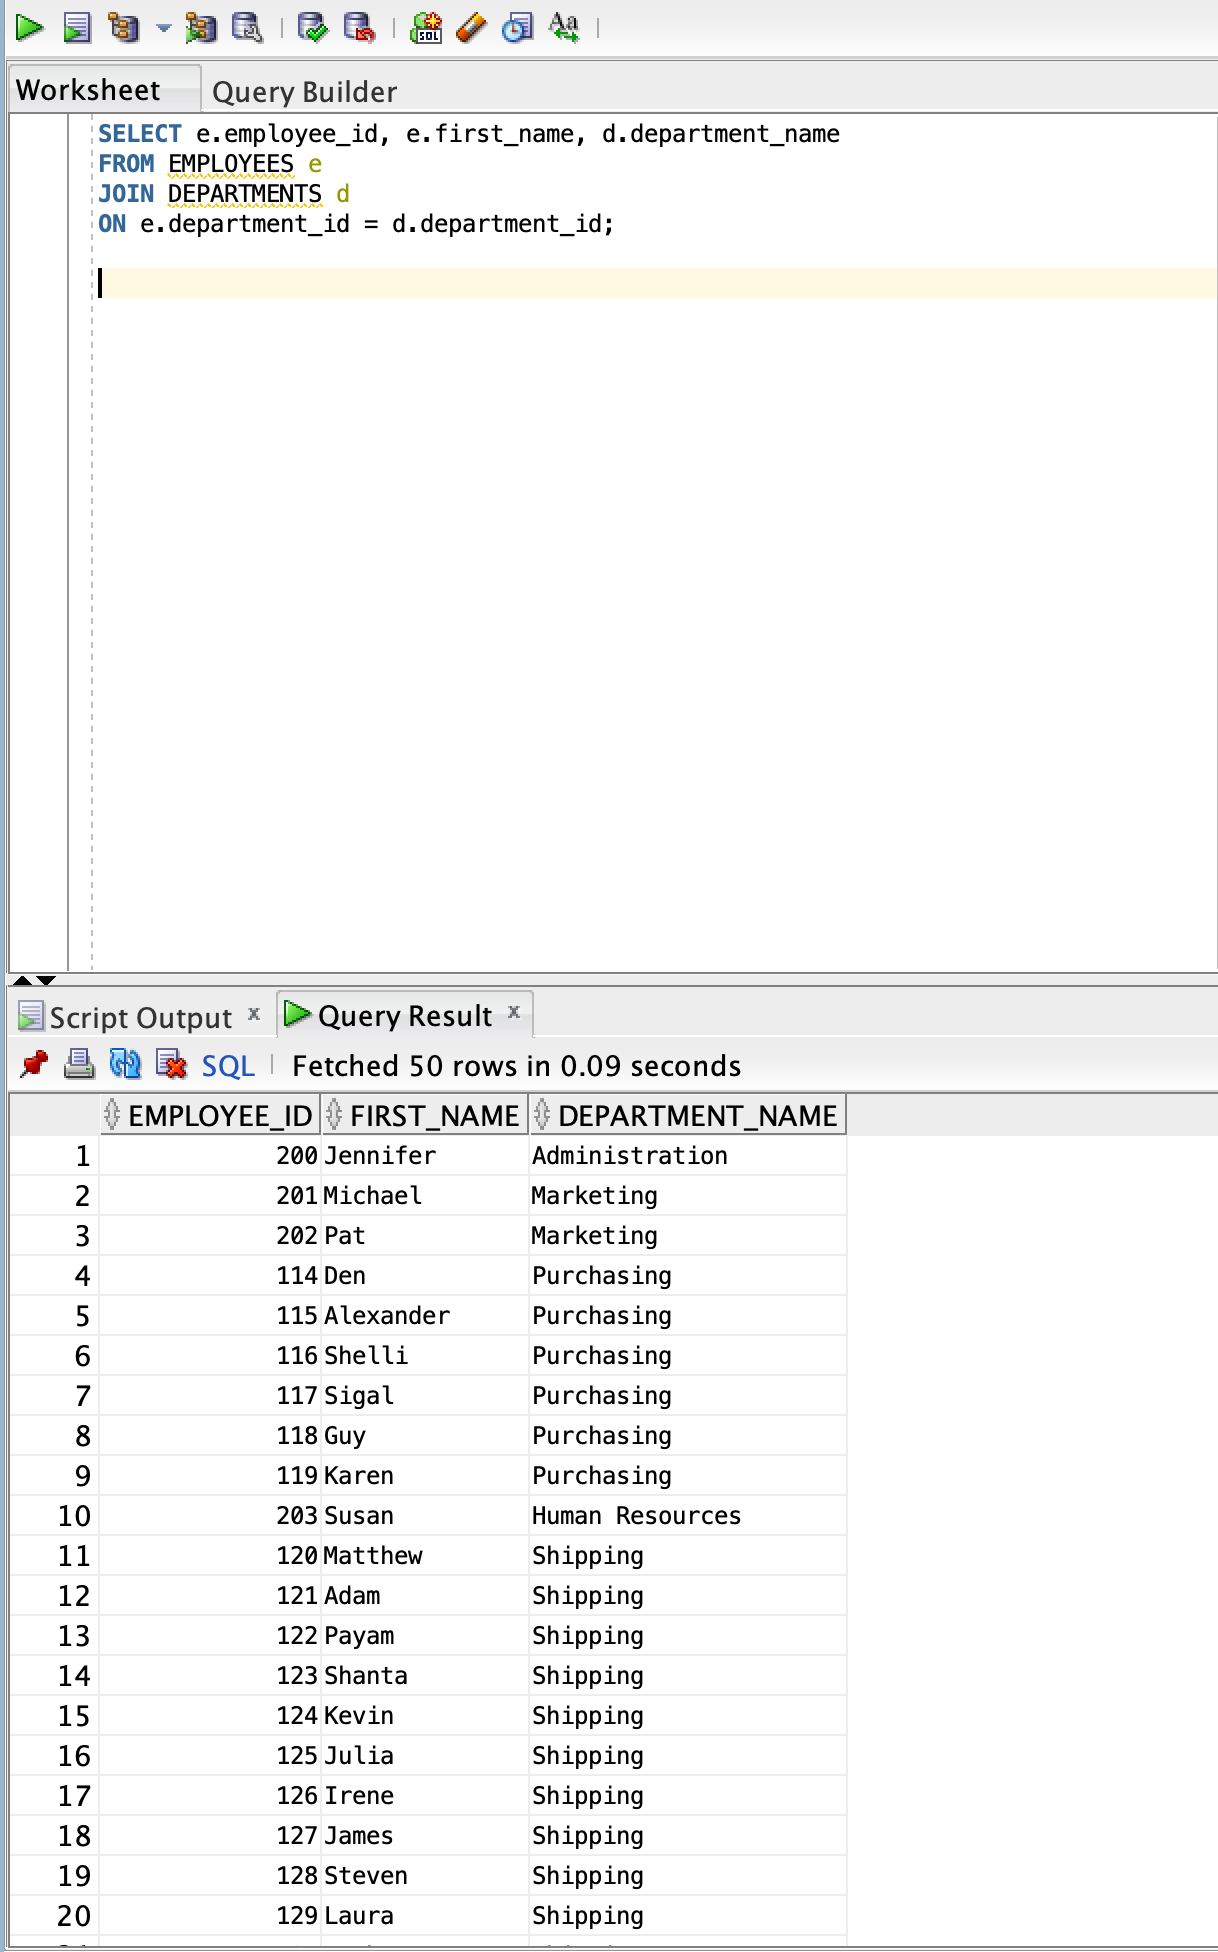 SQL Aa
Worksheet Query Builder
SELECT e.employee_id, e.first_name, d.department_name
FROM EMPLOYEES e
JOIN DEPARTMENTS d
ON e.department_id = d.department_id;
Script Output x Query Result x
SQL Fetched 50 rows in 0.09 seconds
EMPLOYEE_ID FIRST_NAME DEPARTMENT_NAME
1 200 Jennifer Administration
2 201 Michael Marketing
3 202 Pat Marketing
4 114 Den Purchasing
5 115 Alexander Purchasing
6 116 Shelli Purchasing
7 117 Sigal Purchasing
8 118 Guy Purchasing
9 119 Karen Purchasing
10 203 Susan Human Resources
11 120 Matthew Shipping
12 121 Adam Shipping
13 122 Payam Shipping
14 123 Shanta Shipping
15 124 Kevin Shipping
16 125 Julia Shipping
17 126 Irene Shipping
18 127 James Shipping
19 128 Steven Shipping
20 129 Laura Shipping